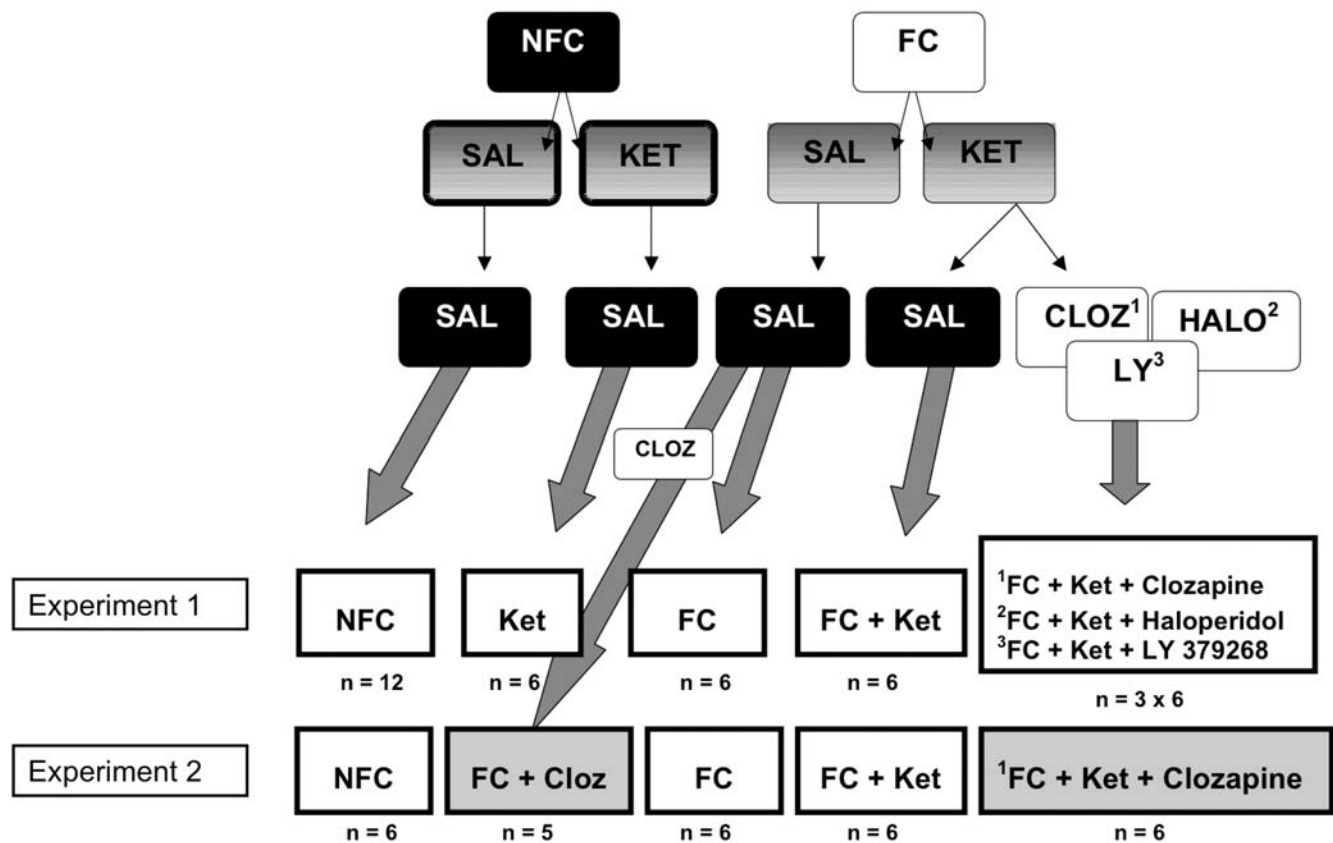 NFC FC
SAL KET SAL KET
SAL SAL SAL SAL CLOZ¹ HALO²
LY³
CLOZ
Experiment 1
NFC Ket FC FC + Ket
¹FC + Ket + Clozapine
²FC + Ket + Haloperidol
³FC + Ket + LY 379268
n = 12 n = 6 n = 6 n = 6 n = 3 x 6
Experiment 2
NFC FC + Cloz FC FC + Ket ¹FC + Ket + Clozapine
n = 6 n = 5 n = 6 n = 6 n = 6